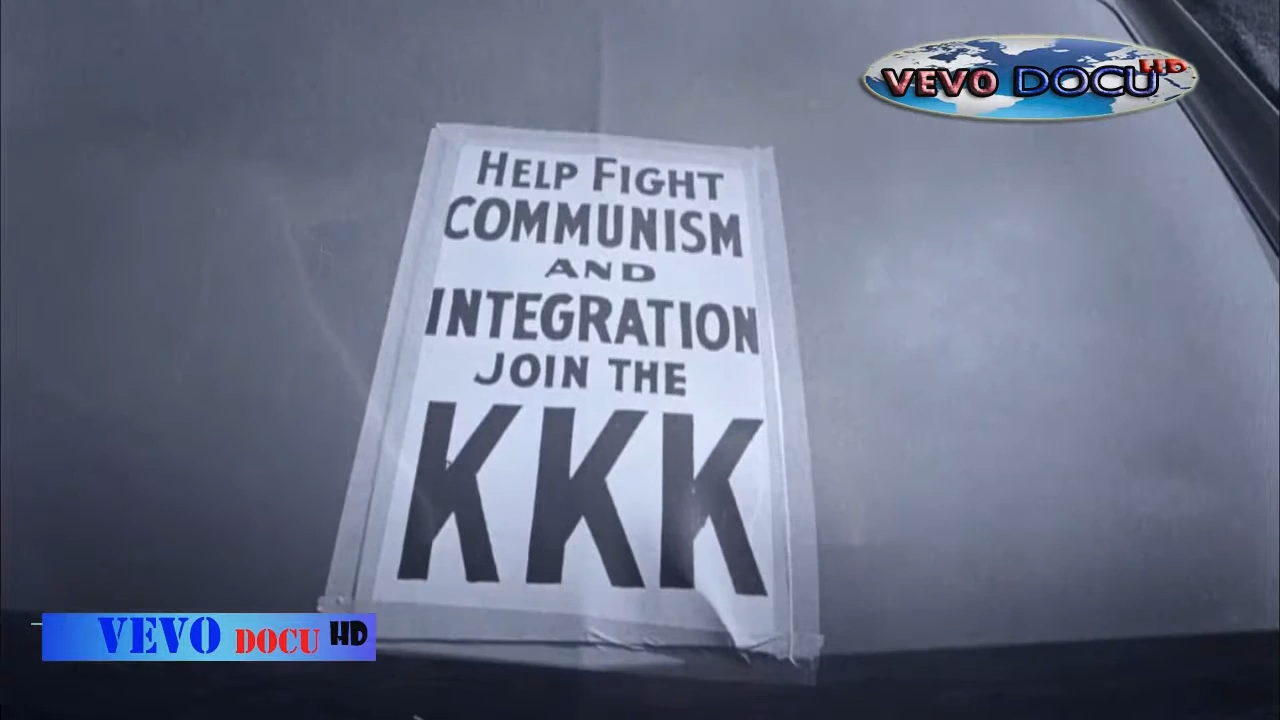 VEVO DOCU HD
HELP FIGHT
COMMUNISM
AND
INTEGRATION
JOIN THE
KKK
VEVO DOCU HD